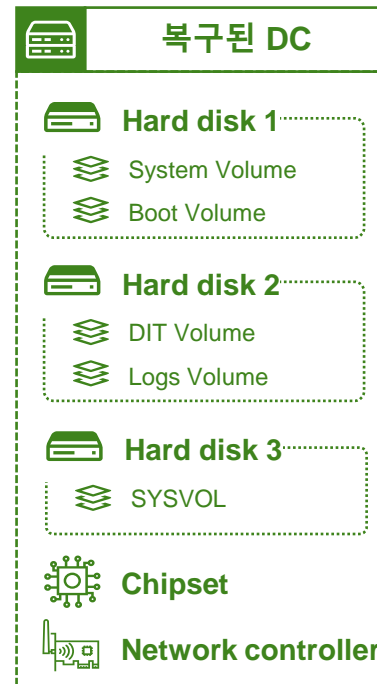 복구된 DC
Hard disk 1
System Volume
Boot Volume
Hard disk 2
DIT Volume
Logs Volume
Hard disk 3
SYSVOL
Chipset
Network controller